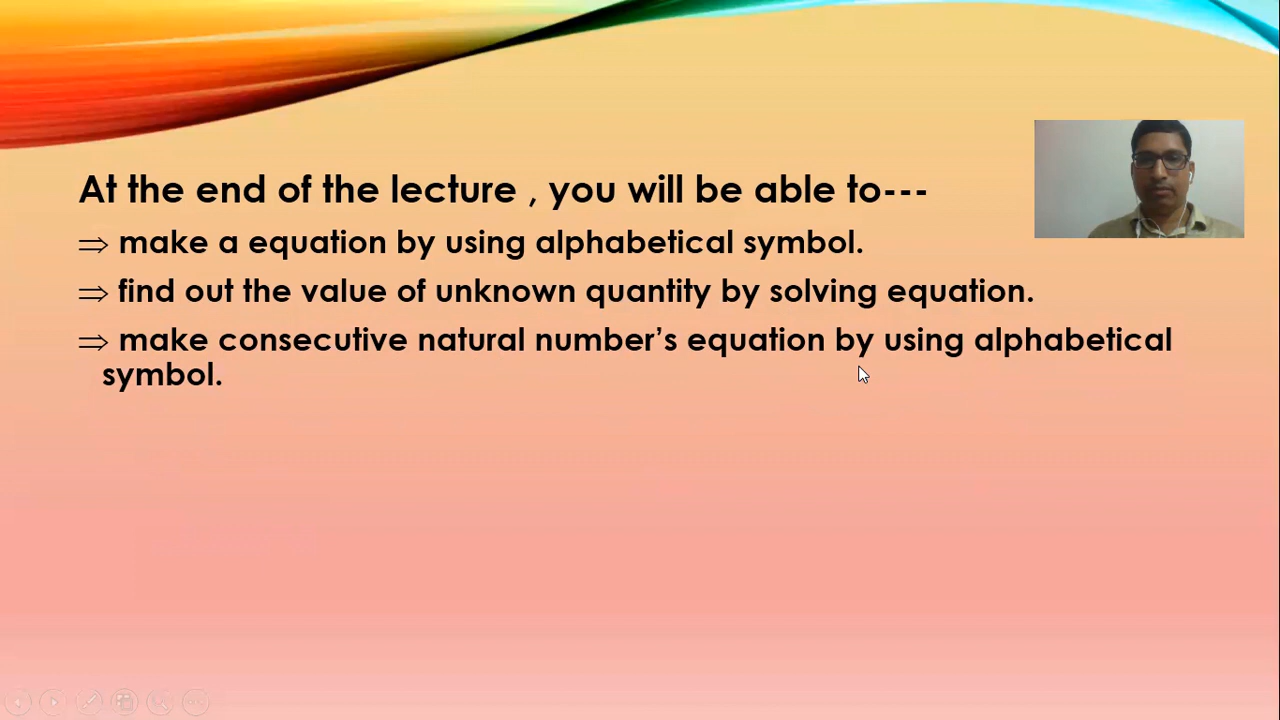 At the end of the lecture , you will be able to---
⇒ make a equation by using alphabetical symbol.
⇒ find out the value of unknown quantity by solving equation.
⇒ make consecutive natural number’s equation by using alphabetical
symbol.